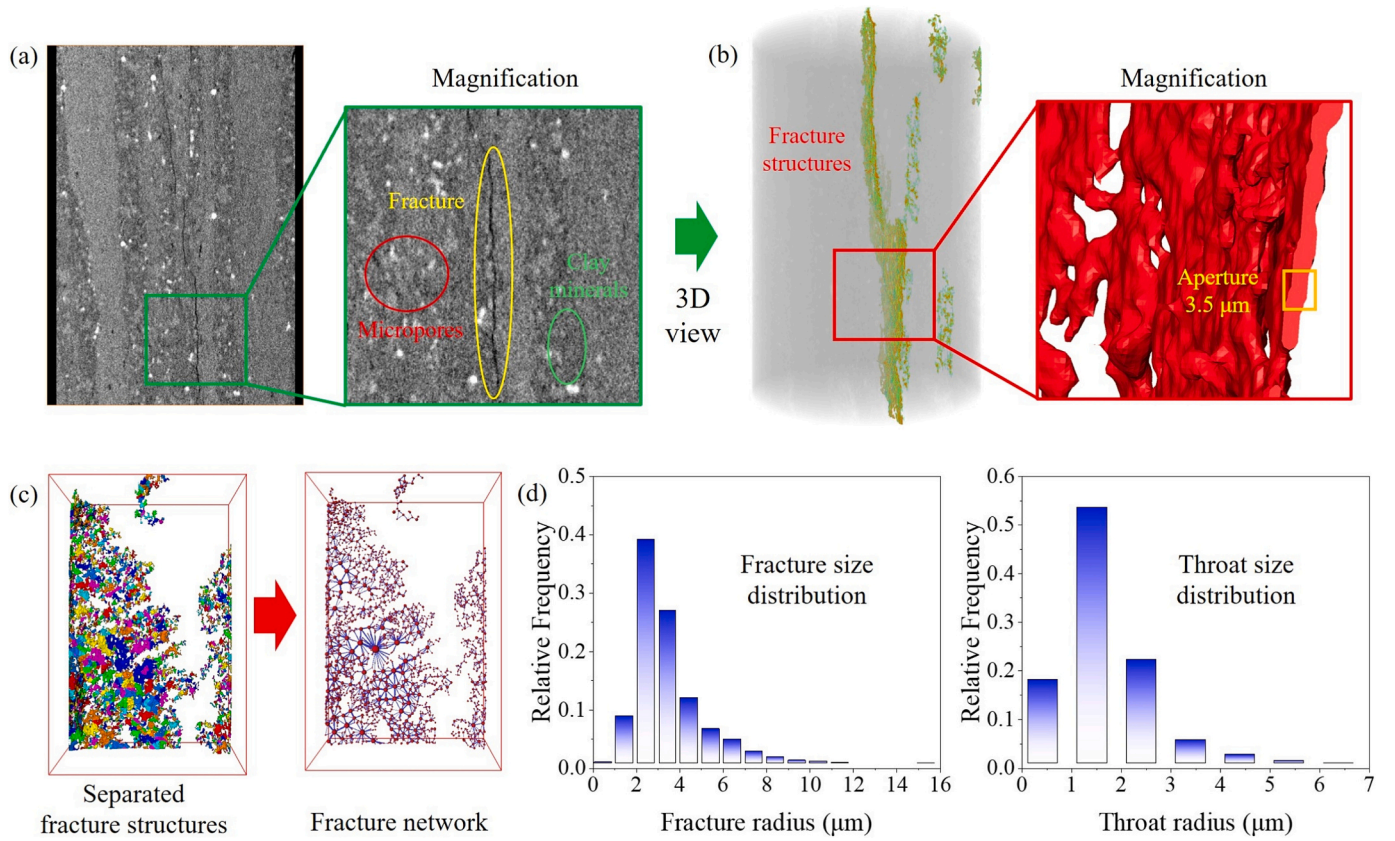 (a)
Magnification
Fracture
Micropores
Clay
minerals
3D
view
(b)
Magnification
Fracture
structures
Aperture
3.5 μm
(c)
Separated
fracture structures
Fracture network
(d)
Relative Frequency
0.5
0.4
0.3
0.2
0.1
0.0
Fracture size
distribution
0 2 4 6 8 10 12 14 16
Fracture radius (μm)
Relative Frequency
0.6
0.5
0.4
0.3
0.2
0.1
0.0
Throat size
distribution
0 1 2 3 4 5 6 7
Throat radius (μm)